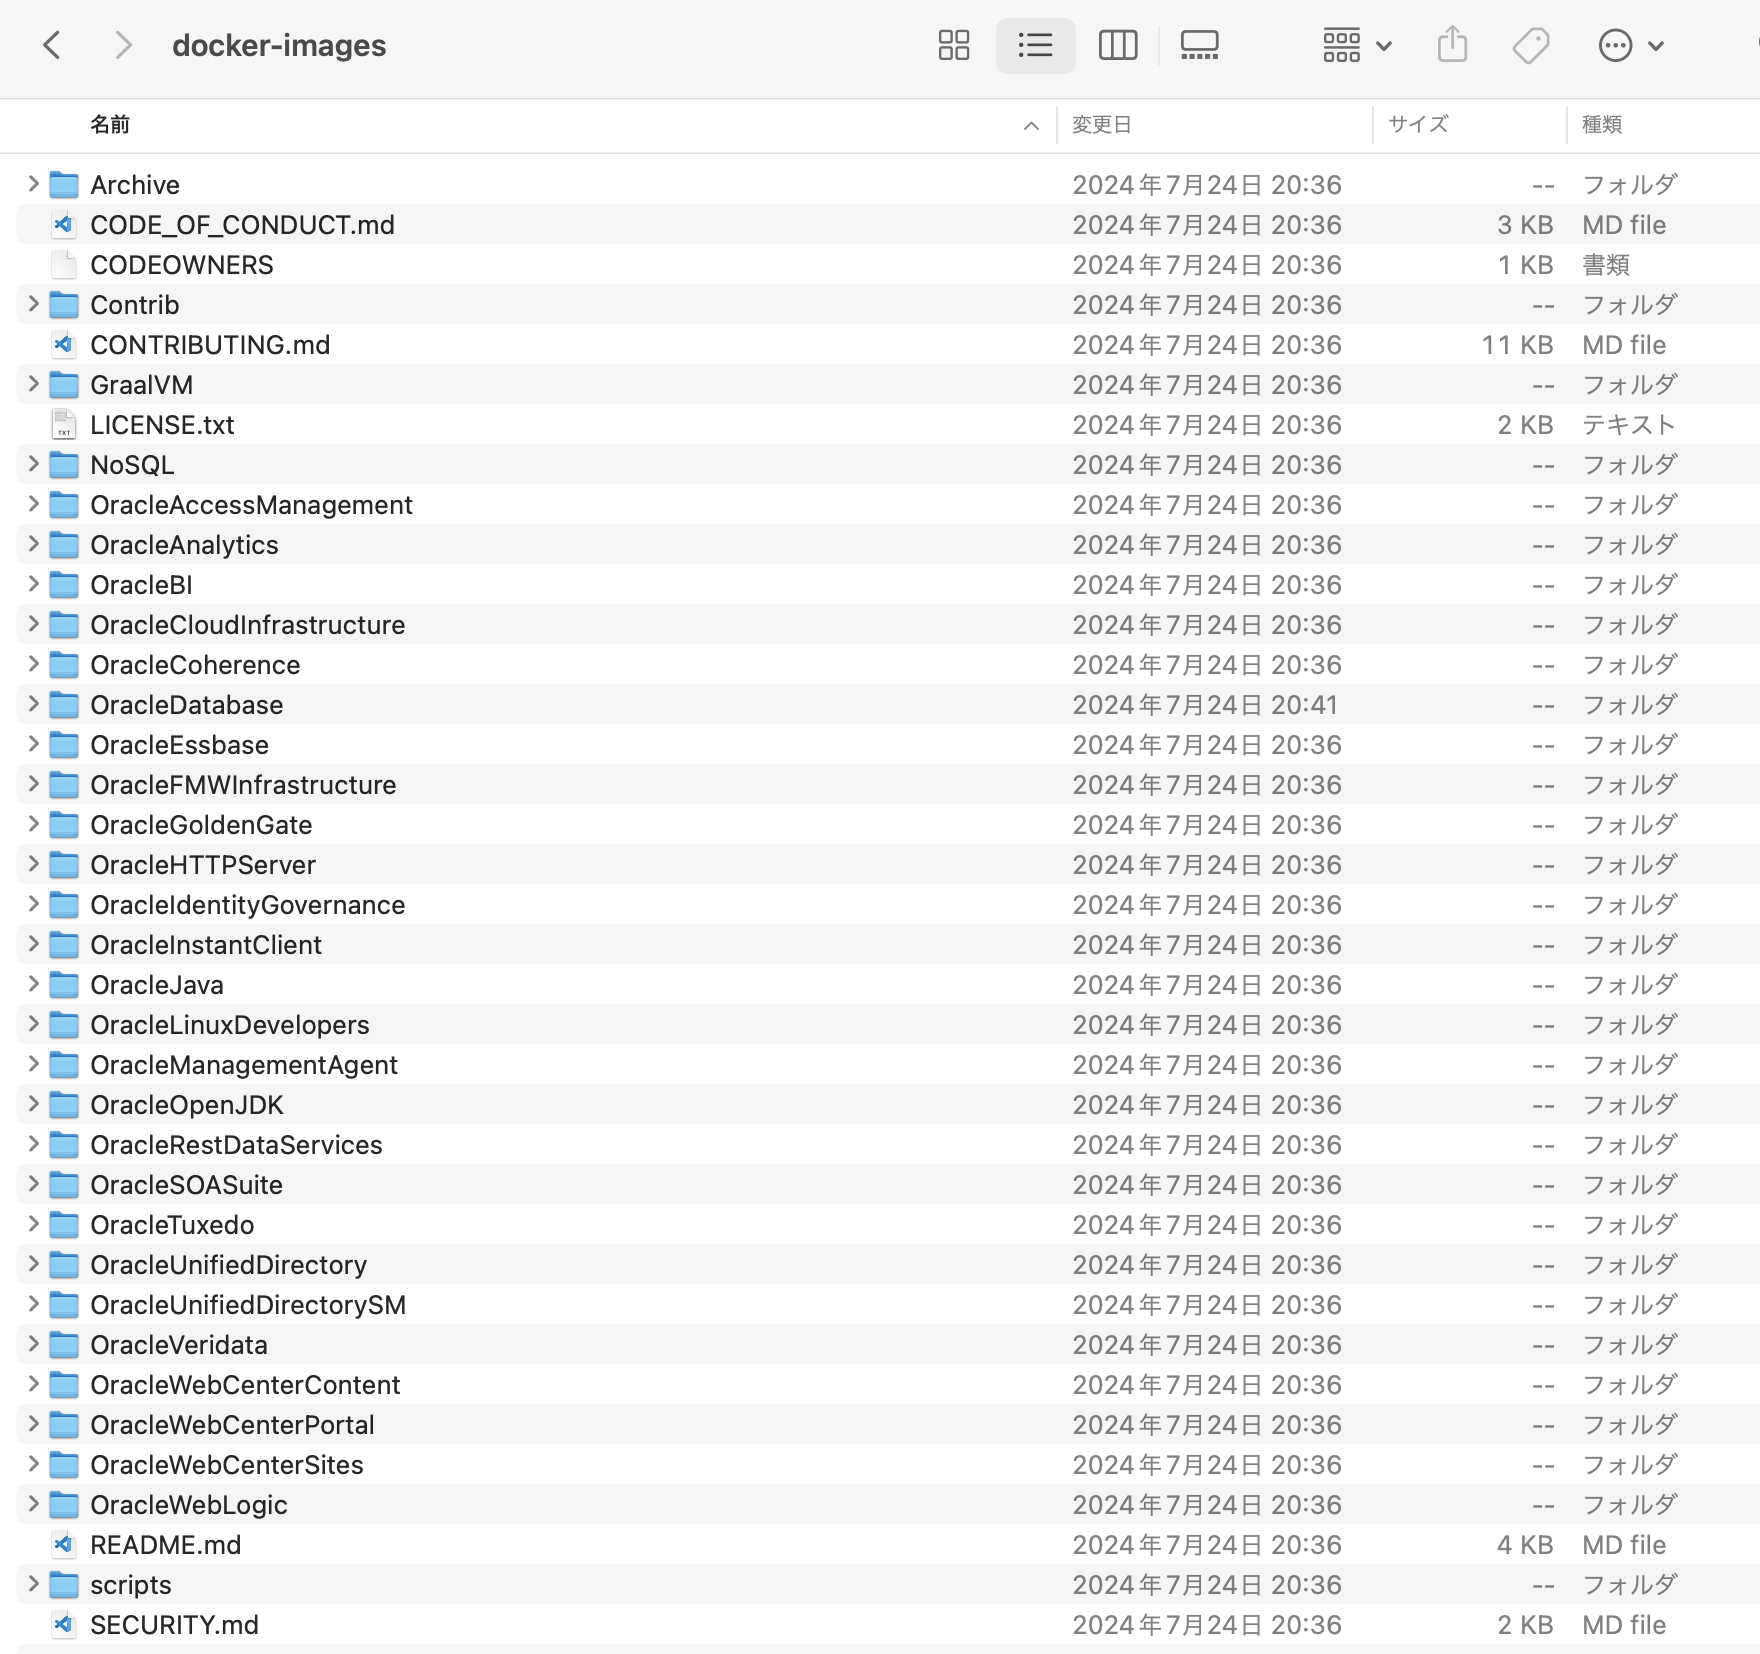 docker-images
名前 変更日 サイズ 種類
Archive 2024年7月24日 20:36 -- フォルダ
CODE_OF_CONDUCT.md 2024年7月24日 20:36 3 KB MD file
CODEOWNERS 2024年7月24日 20:36 1 KB 書類
Contrib 2024年7月24日 20:36 -- フォルダ
CONTRIBUTING.md 2024年7月24日 20:36 11 KB MD file
GraalVM 2024年7月24日 20:36 -- フォルダ
LICENSE.txt 2024年7月24日 20:36 2 KB テキスト
NoSQL 2024年7月24日 20:36 -- フォルダ
OracleAccessManagement 2024年7月24日 20:36 -- フォルダ
OracleAnalytics 2024年7月24日 20:36 -- フォルダ
OracleBI 2024年7月24日 20:36 -- フォルダ
OracleCloudInfrastructure 2024年7月24日 20:36 -- フォルダ
OracleCoherence 2024年7月24日 20:36 -- フォルダ
OracleDatabase 2024年7月24日 20:41 -- フォルダ
OracleEssbase 2024年7月24日 20:36 -- フォルダ
OracleFMWInfrastructure 2024年7月24日 20:36 -- フォルダ
OracleGoldenGate 2024年7月24日 20:36 -- フォルダ
OracleHTTPServer 2024年7月24日 20:36 -- フォルダ
OracleIdentityGovernance 2024年7月24日 20:36 -- フォルダ
OracleInstantClient 2024年7月24日 20:36 -- フォルダ
OracleJava 2024年7月24日 20:36 -- フォルダ
OracleLinuxDevelopers 2024年7月24日 20:36 -- フォルダ
OracleManagementAgent 2024年7月24日 20:36 -- フォルダ
OracleOpenJDK 2024年7月24日 20:36 -- フォルダ
OracleRestDataServices 2024年7月24日 20:36 -- フォルダ
OracleSOASuite 2024年7月24日 20:36 -- フォルダ
OracleTuxedo 2024年7月24日 20:36 -- フォルダ
OracleUnifiedDirectory 2024年7月24日 20:36 -- フォルダ
OracleUnifiedDirectorySM 2024年7月24日 20:36 -- フォルダ
OracleVeridata 2024年7月24日 20:36 -- フォルダ
OracleWebCenterContent 2024年7月24日 20:36 -- フォルダ
OracleWebCenterPortal 2024年7月24日 20:36 -- フォルダ
OracleWebCenterSites 2024年7月24日 20:36 -- フォルダ
OracleWebLogic 2024年7月24日 20:36 -- フォルダ
README.md 2024年7月24日 20:36 4 KB MD file
scripts 2024年7月24日 20:36 -- フォルダ
SECURITY.md 2024年7月24日 20:36 2 KB MD file